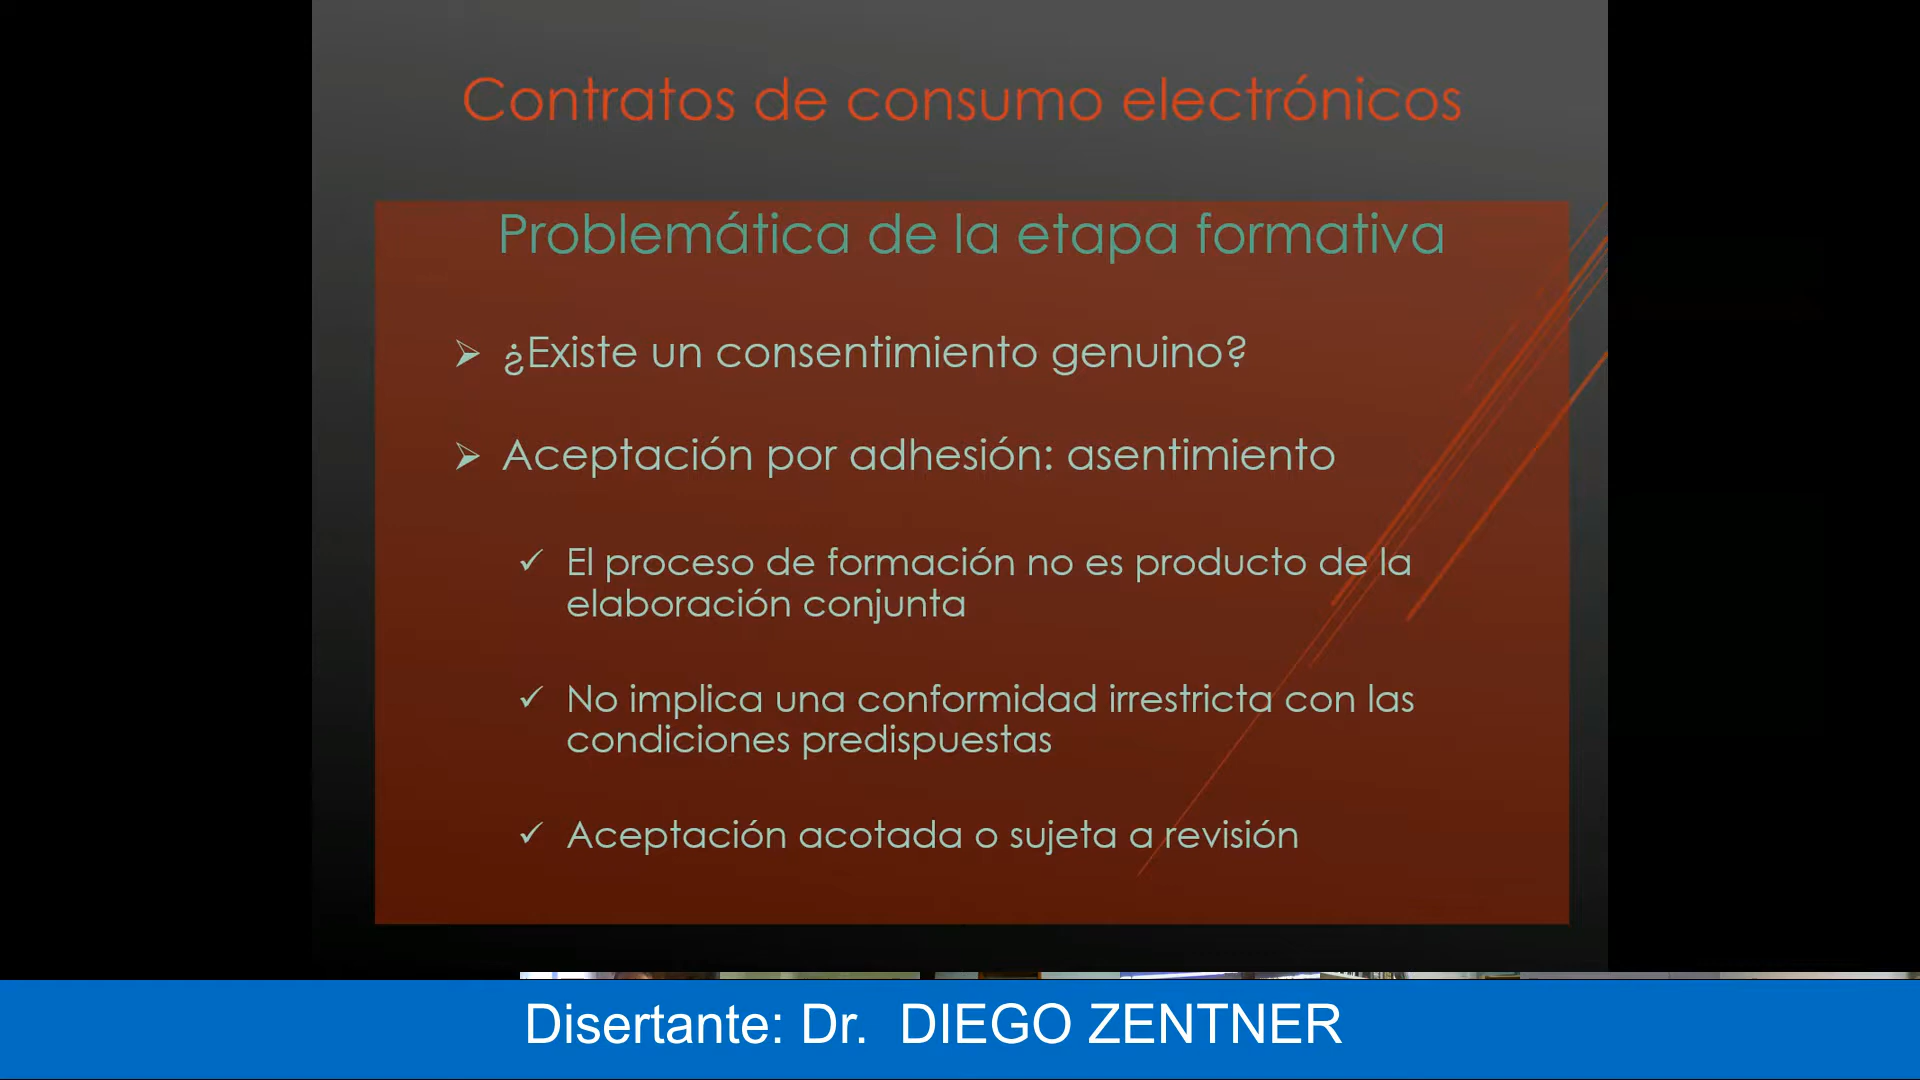 Contratos de consumo electrónicos
Problemática de la etapa formativa
¿Existe un consentimiento genuino?
Aceptación por adhesión: asentimiento
El proceso de formación no es producto de la
elaboración conjunta
No implica una conformidad irrestricta con las
condiciones predispuestas
Aceptación acotada o sujeta a revisión
Disertante: Dr. DIEGO ZENTNER